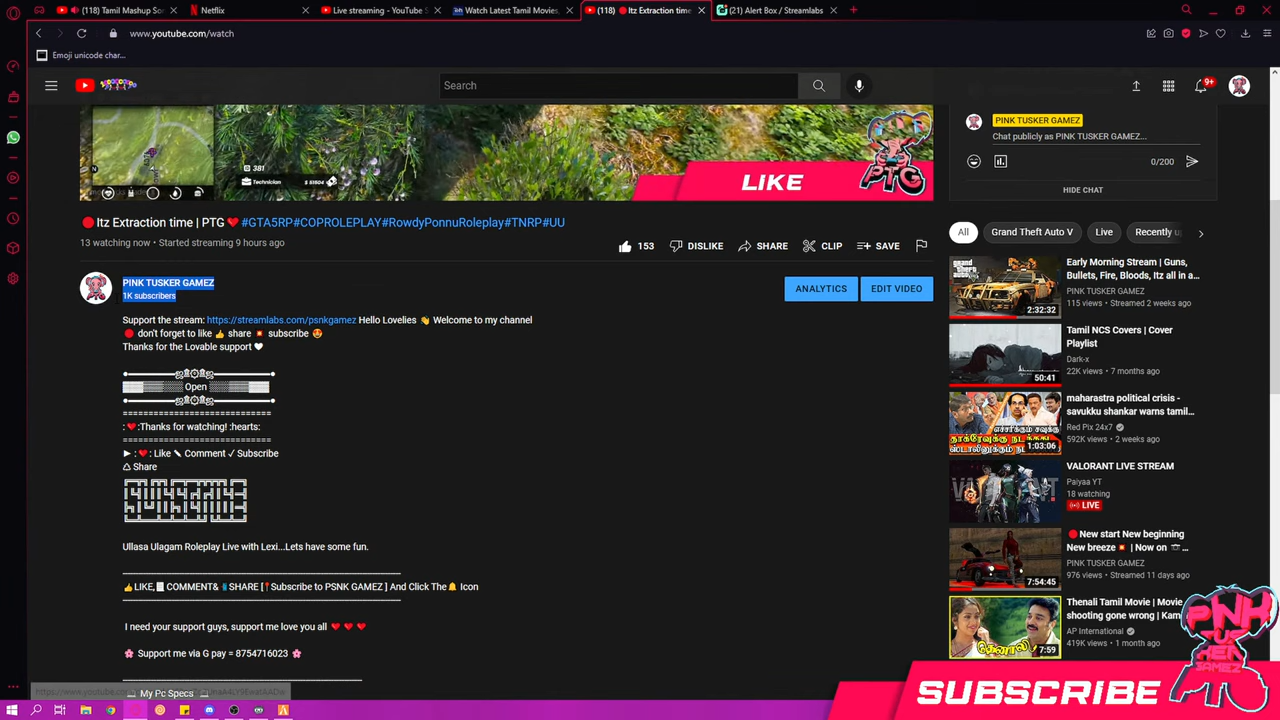 (118) Tamil Mashup Son
Netflix
Live streaming - YouTube S
Watch Latest Tamil Movies,
(118) 🔴 Itz Extraction time
(21) Alert Box / Streamlabs
www.youtube.com/watch
Emoji unicode char...
Search
9+
381
Technician
$ 51504
LIKE
PTG
PINK TUSKER GAMEZ
Chat publicly as PINK TUSKER GAMEZ...
0/200
HIDE CHAT
🔴Itz Extraction time | PTG❤️#GTA5RP#COPROLEPLAY#RowdyPonnuRoleplay#TNRP#UU
13 watching now • Started streaming 9 hours ago
153
DISLIKE
SHARE
CLIP
SAVE
All
Grand Theft Auto V
Live
Recently u
PINK TUSKER GAMEZ
1K subscribers
ANALYTICS
EDIT VIDEO
Support the stream: https://streamlabs.com/psnkgamez Hello Lovelies 👋 Welcome to my channel
🔴 don't forget to like 👍 share 💥 subscribe 😍
Thanks for the Lovable support 🤍
Open
=============================
: ❤️:Thanks for watching! :hearts:
=============================
► : ❤️: Like ✎ Comment ✓ Subscribe
♺ Share
Ullasa Ulagam Roleplay Live with Lexi...Lets have some fun.
👍LIKE,📃COMMENT&📱SHARE [📍Subscribe to PSNK GAMEZ ] And Click The🔔 Icon
I need your support guys, support me love you all ❤️ ❤️ ❤️
🌸 Support me via G pay = 8754716023 🌸
My Pc Specs
Early Morning Stream | Guns,
Bullets, Fire, Bloods, Itz all in a...
PINK TUSKER GAMEZ
115 views • Streamed 2 weeks ago
2:32:32
Tamil NCS Covers | Cover
Playlist
Dark-x
22K views • 7 months ago
50:41
maharastra political crisis -
savukku shankar warns tamil...
Red Pix 24x7
592K views • 2 weeks ago
1:03:06
VALORANT LIVE STREAM
Paiyaa YT
18 watching
LIVE
🔴New start New beginning
New breeze 💥 | Now on
PINK TUSKER GAMEZ
976 views • Streamed 11 days ago
7:54:45
Thenali Tamil Movie | Movie
shooting gone wrong | Kam
AP International
419K views • 1 month ago
தெனாலி
7:59
PNK
TUS
KER
GAMEZ
SUBSCRIBE